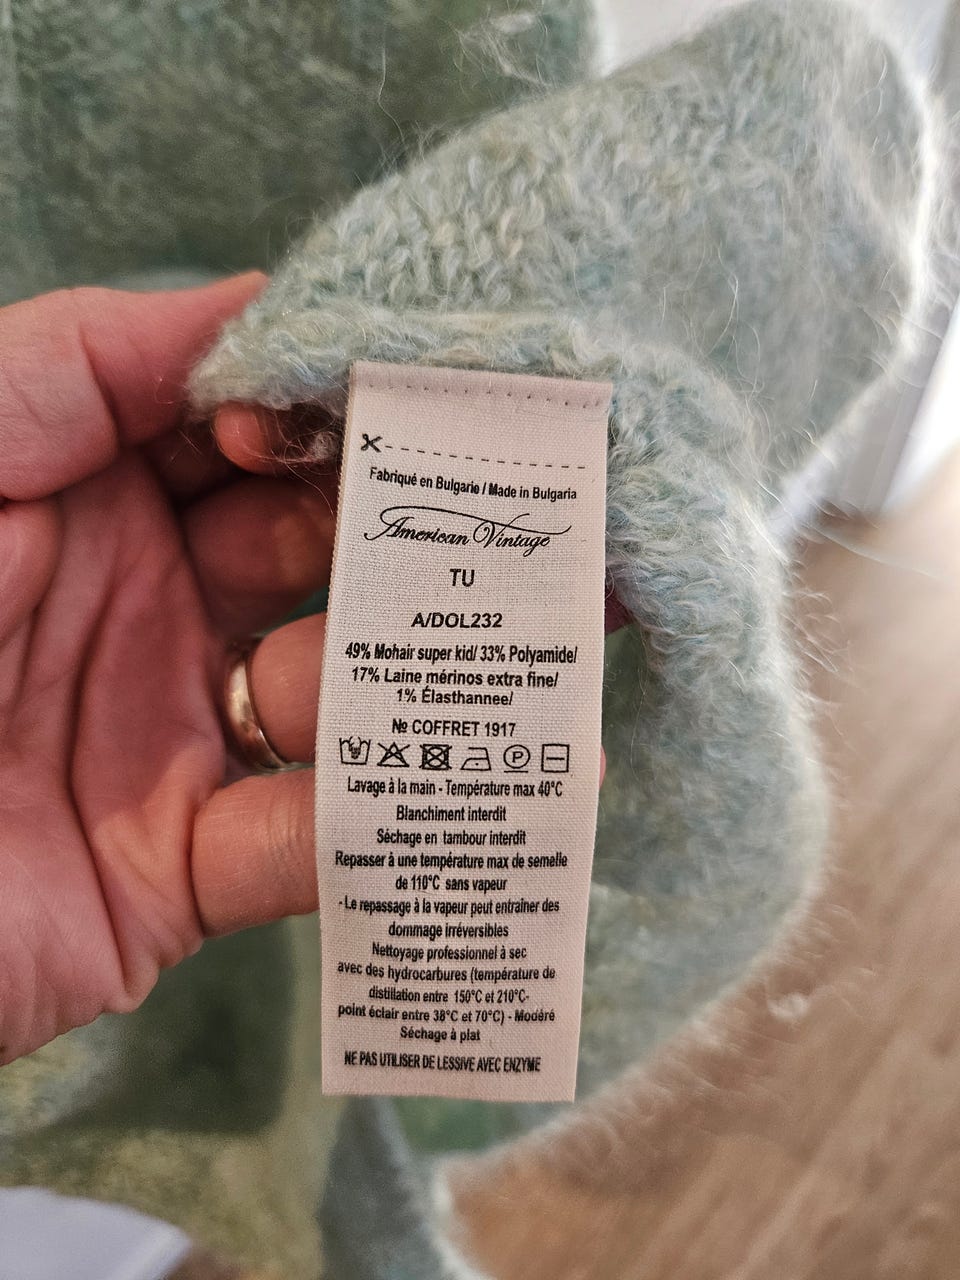 Fabriqué en Bulgarie / Made in Bulgaria
American Vintage
TU
A/DOL232
49% Mohair super kid/ 33% Polyamide/
17% Laine mérinos extra fine/
1% Élasthannee/
№ COFFRET 1917
P
Lavage à la main - Température max 40°C
Blanchiment interdit
Séchage en tambour interdit
Repasser à une température max de semelle
de 110°C sans vapeur
- Le repassage à la vapeur peut entraîner des
dommage irréversibles
Nettoyage professionnel à sec
avec des hydrocarbures (température de
distillation entre 150°C et 210°C-
point éclair entre 38°C et 70°C) - Modéré
Séchage à plat
NE PAS UTILISER DE LESSIVE AVEC ENZYME